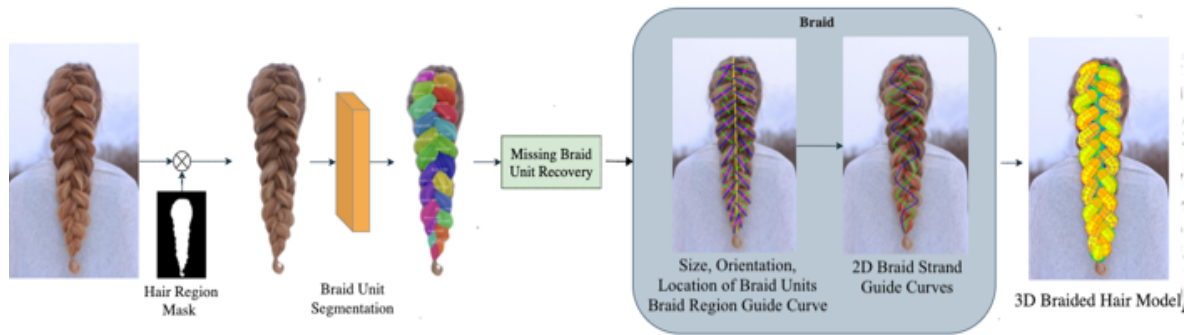 Braid
Hair Region
Mask
Braid Unit
Segmentation
Missing Braid
Unit Recovery
Size, Orientation,
Location of Braid Units
Braid Region Guide Curve
2D Braid Strand
Guide Curves
3D Braided Hair Model